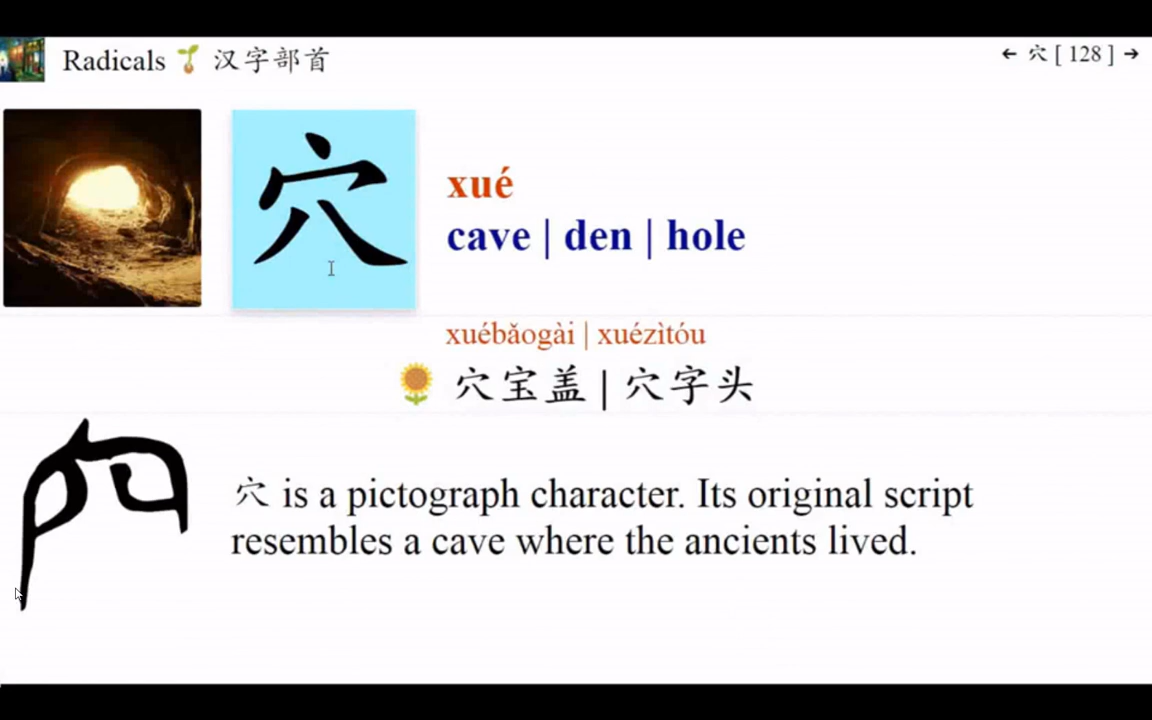 Radicals 汉字部首
← 穴 [ 128 ] →
穴
xué
cave | den | hole
xuébǎogài | xuézìtóu
穴宝盖 | 穴字头
穴 is a pictograph character. Its original script
resembles a cave where the ancients lived.